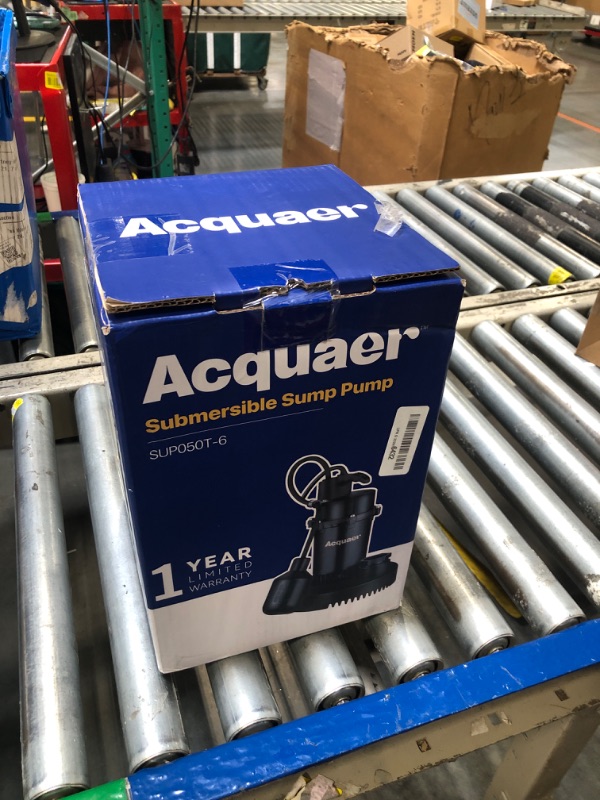 Acquaer
Acquaer
Submersible Sump Pump
SUP050T-6
Acquaer
1 YEAR
LIMITED
WARRANTY